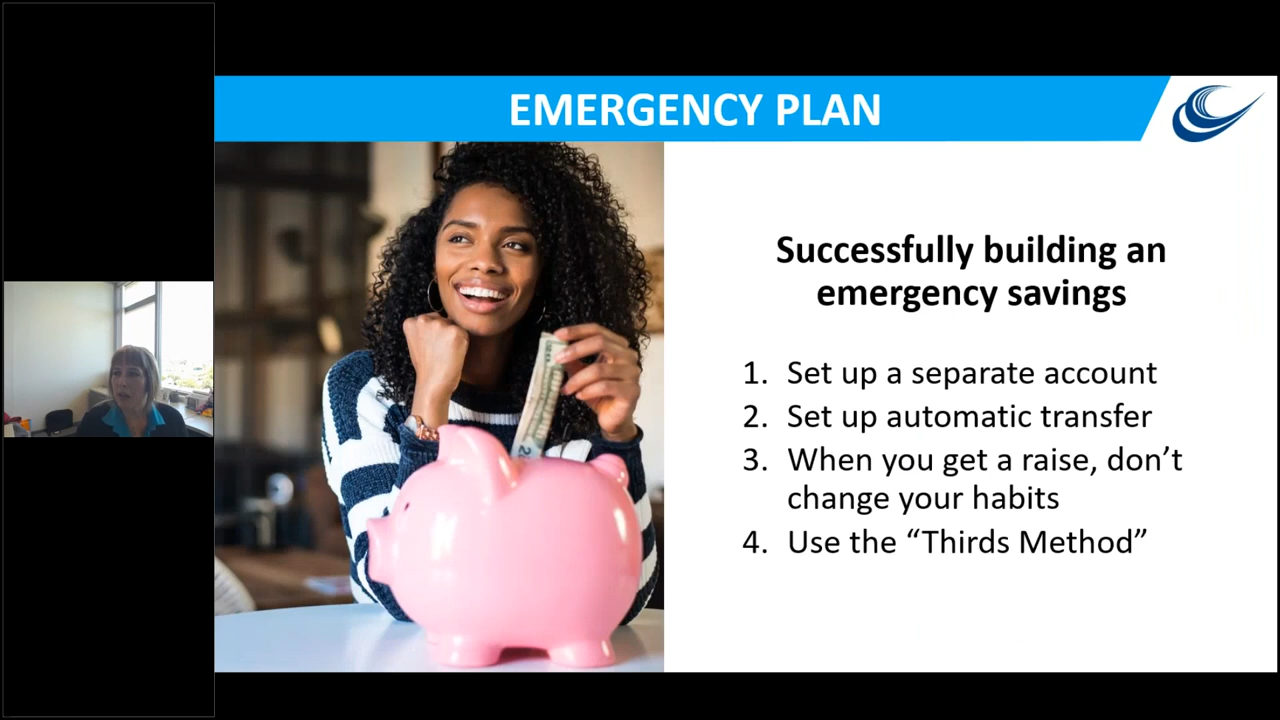 EMERGENCY PLAN
Successfully building an
emergency savings
1. Set up a separate account
2. Set up automatic transfer
3. When you get a raise, don’t
change your habits
4. Use the “Thirds Method”